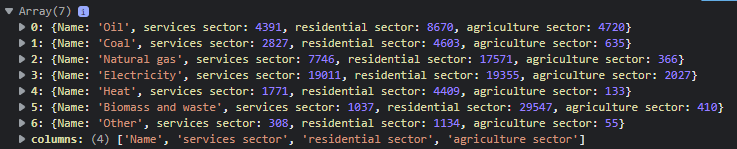 Array(7) i
0: {Name: 'Oil', services sector: 4391, residential sector: 8670, agriculture sector: 4720}
1: {Name: 'Coal', services sector: 2827, residential sector: 4603, agriculture sector: 635}
2: {Name: 'Natural gas', services sector: 7746, residential sector: 17571, agriculture sector: 366}
3: {Name: 'Electricity', services sector: 19011, residential sector: 19355, agriculture sector: 2027}
4: {Name: 'Heat', services sector: 1771, residential sector: 4409, agriculture sector: 133}
5: {Name: 'Biomass and waste', services sector: 1037, residential sector: 29547, agriculture sector: 410}
6: {Name: 'Other', services sector: 308, residential sector: 1134, agriculture sector: 55}
columns: (4) ['Name', 'services sector', 'residential sector', 'agriculture sector']